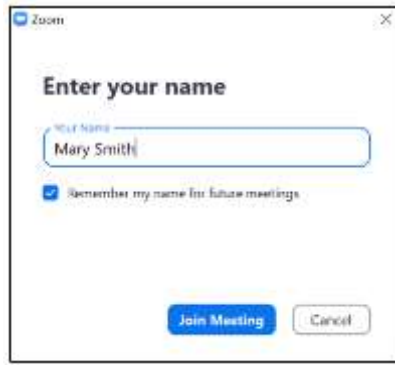 Zoom
Enter your name
Your Name
Mary Smith
Remember my name for future meetings
Join Meeting
Cancel